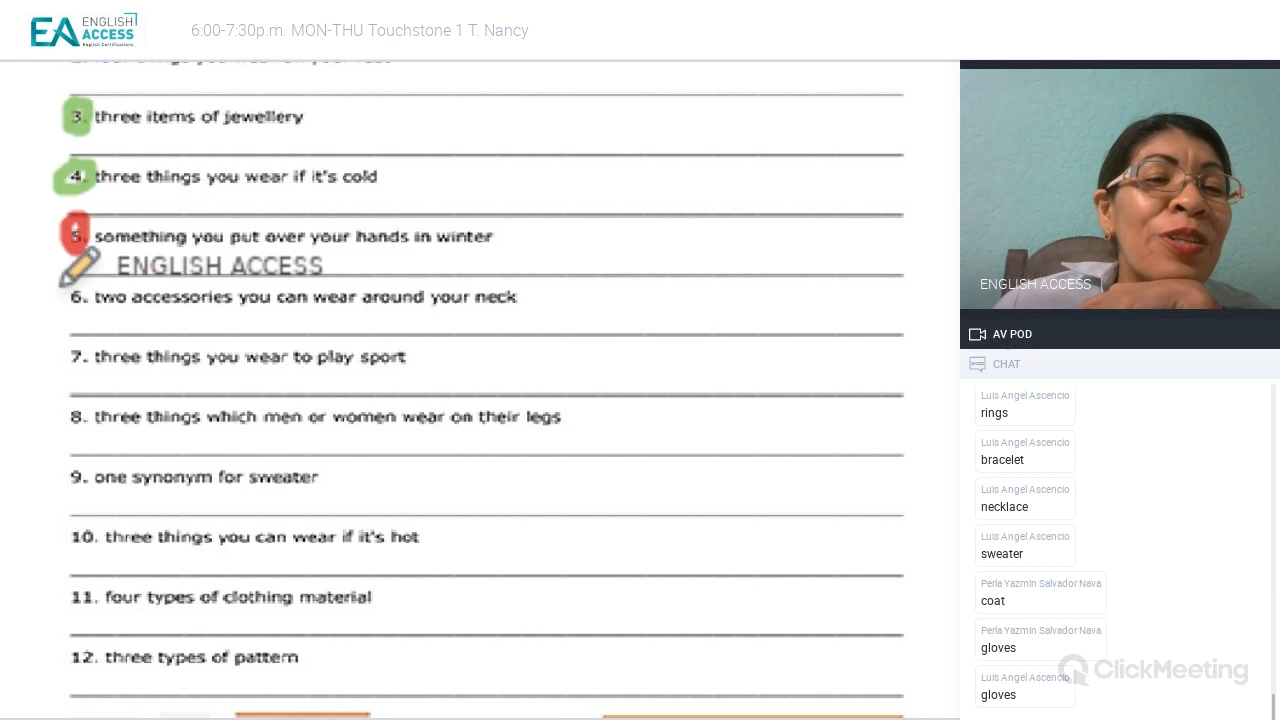 EA ENGLISH
ACCESS
English Certifications
6:00-7:30p.m. MON-THU Touchstone 1 T. Nancy
3. three items of jewellery
4. three things you wear if it's cold
5. something you put over your hands in winter
ENGLISH ACCESS
6. two accessories you can wear around your neck
7. three things you wear to play sport
8. three things which men or women wear on their legs
9. one synonym for sweater
10. three things you can wear if it's hot
11. four types of clothing material
12. three types of pattern
ENGLISH ACCESS
AV POD
CHAT
Luis Angel Ascencio
rings
Luis Angel Ascencio
bracelet
Luis Angel Ascencio
necklace
Luis Angel Ascencio
sweater
Perla Yazmin Salvador Nava
coat
Perla Yazmin Salvador Nava
gloves
Luis Angel Ascencio
gloves
ClickMeeting